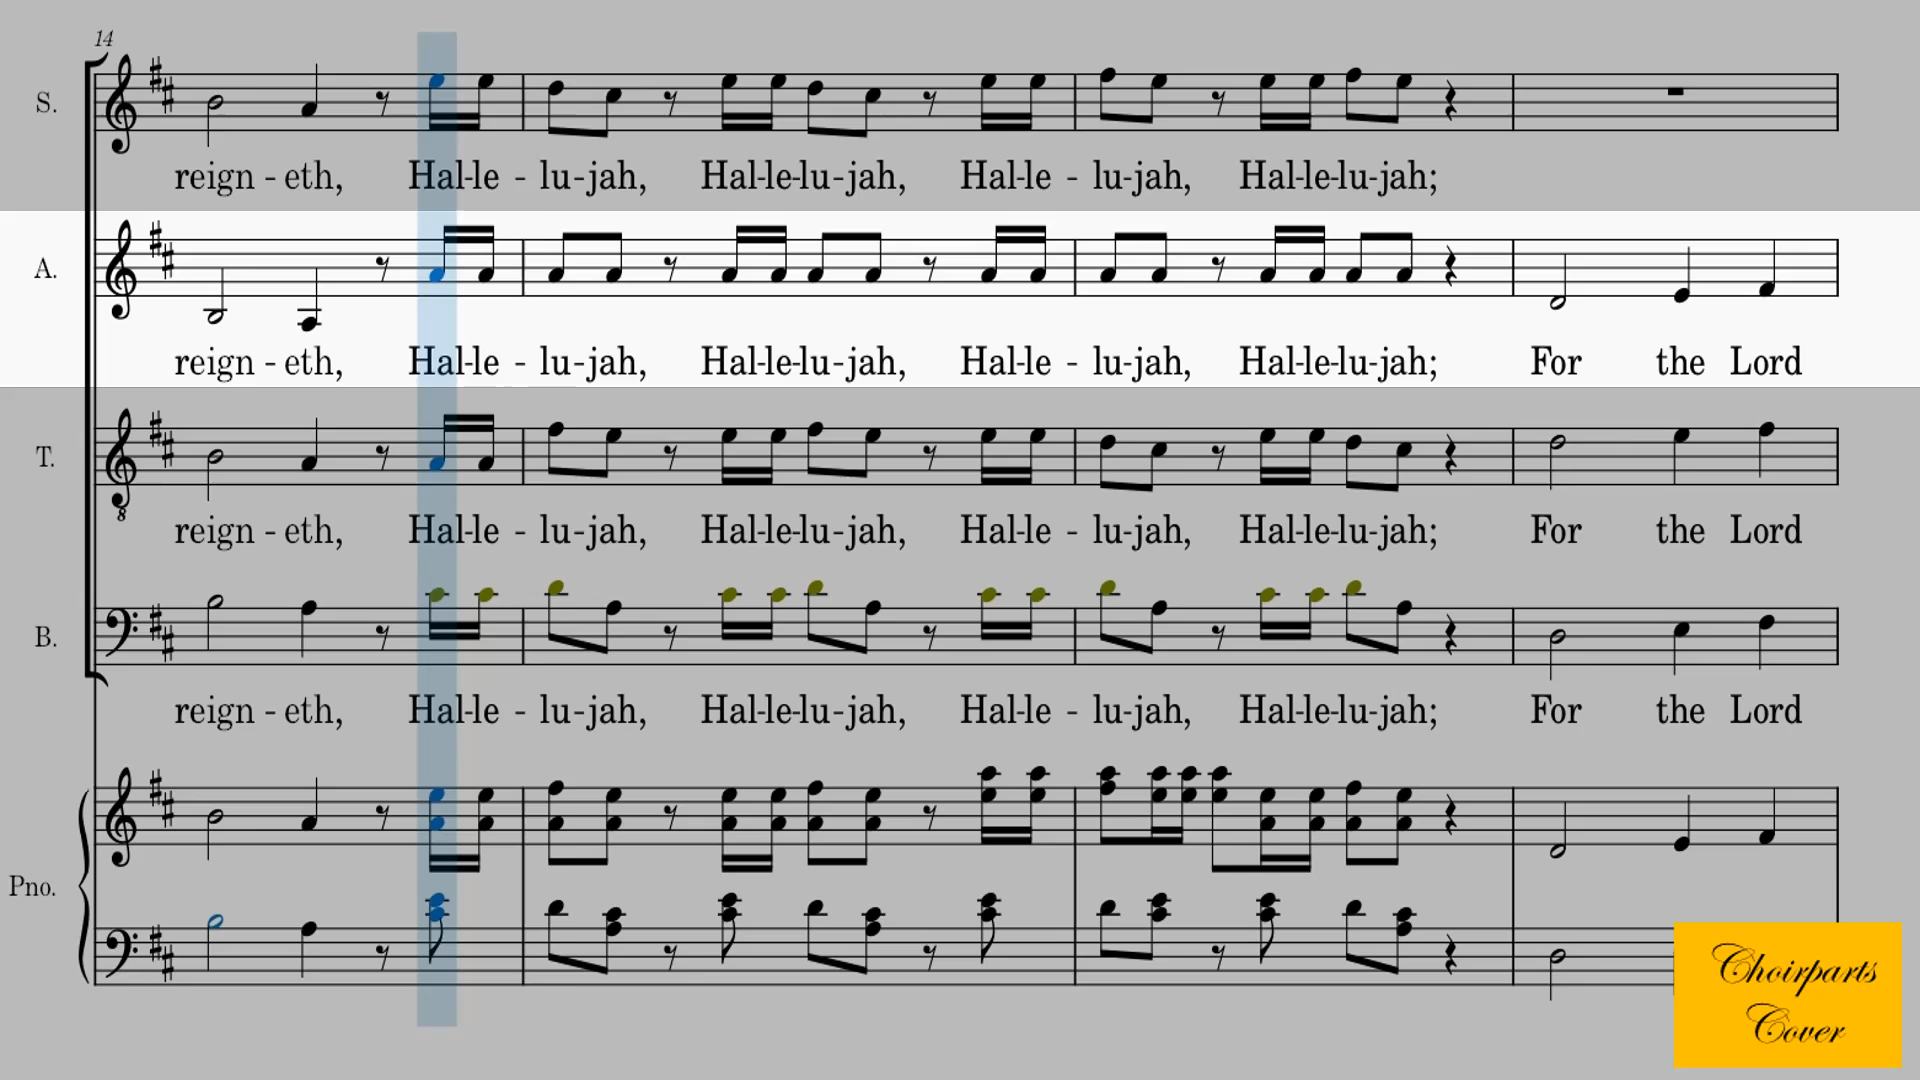 14
S.
reign - eth, Hal-le - lu-jah, Hal-le-lu-jah, Hal-le - lu-jah, Hal-le-lu-jah;
A.
reign - eth, Hal-le - lu-jah, Hal-le-lu-jah, Hal-le - lu-jah, Hal-le-lu-jah; For the Lord
T.
8
reign - eth, Hal-le - lu-jah, Hal-le-lu-jah, Hal-le - lu-jah, Hal-le-lu-jah; For the Lord
B.
reign - eth, Hal-le - lu-jah, Hal-le-lu-jah, Hal-le - lu-jah, Hal-le-lu-jah; For the Lord
Pno.
Choirparts
Cover